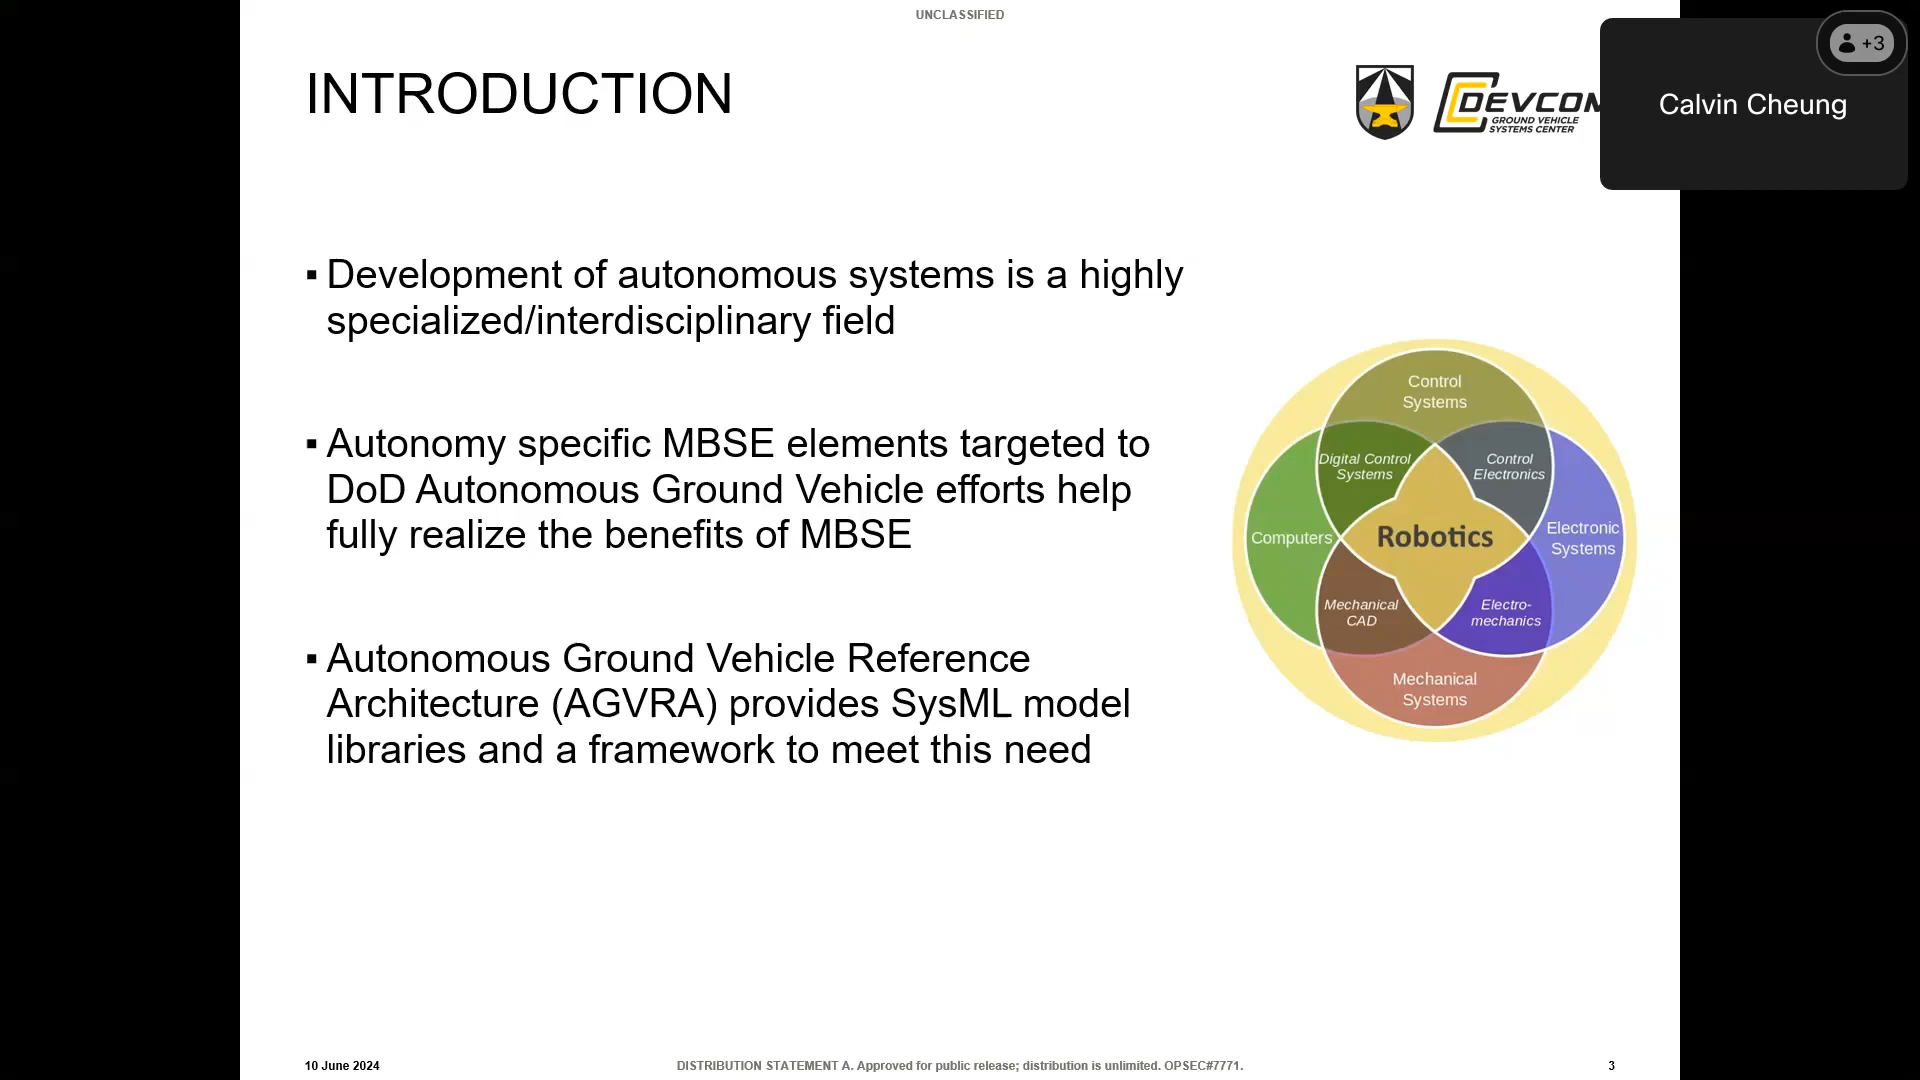 UNCLASSIFIED
INTRODUCTION
DEVCOM
GROUND VEHICLE
SYSTEMS CENTER
+3
Calvin Cheung
▪ Development of autonomous systems is a highly
specialized/interdisciplinary field
▪ Autonomy specific MBSE elements targeted to
DoD Autonomous Ground Vehicle efforts help
fully realize the benefits of MBSE
▪ Autonomous Ground Vehicle Reference
Architecture (AGVRA) provides SysML model
libraries and a framework to meet this need
Control
Systems
Digital Control
Systems
Control
Electronics
Computers
Robotics
Electronic
Systems
Mechanical
CAD
Electro-
mechanics
Mechanical
Systems
10 June 2024
DISTRIBUTION STATEMENT A. Approved for public release; distribution is unlimited. OPSEC#7771.
3